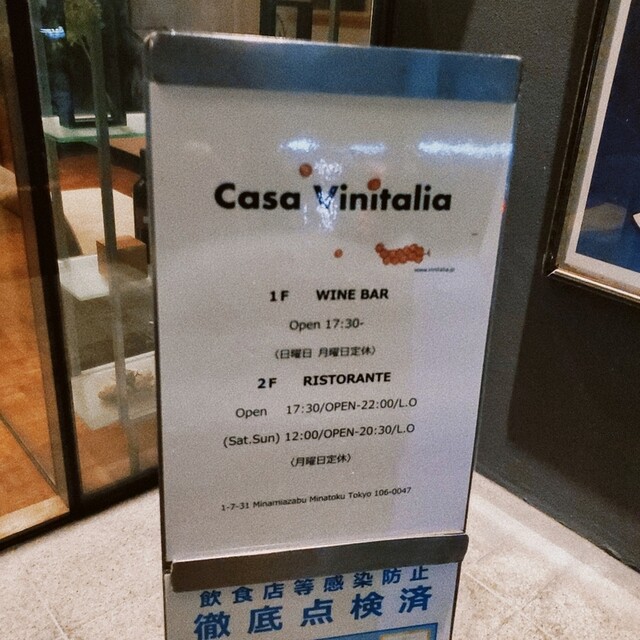 Casa Vinitalia
www.vinitalia.jp
1F WINE BAR
Open 17:30-
(日曜日 月曜日定休)
2F RISTORANTE
Open 17:30/OPEN-22:00/L.O
(Sat.Sun) 12:00/OPEN-20:30/L.O
(月曜日定休)
1-7-31 Minamiazabu Minatoku Tokyo 106-0047
飲食店等感染防止
徹底点検済